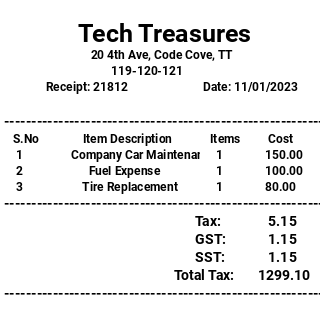 Tech Treasures
20 4th Ave, Code Cove, TT
119-120-121
Receipt: 21812 Date: 11/01/2023
S.No Item Description Items Cost
1 Company Car Maintenan 1 150.00
2 Fuel Expense 1 100.00
3 Tire Replacement 1 80.00
Tax: 5.15
GST: 1.15
SST: 1.15
Total Tax: 1299.10